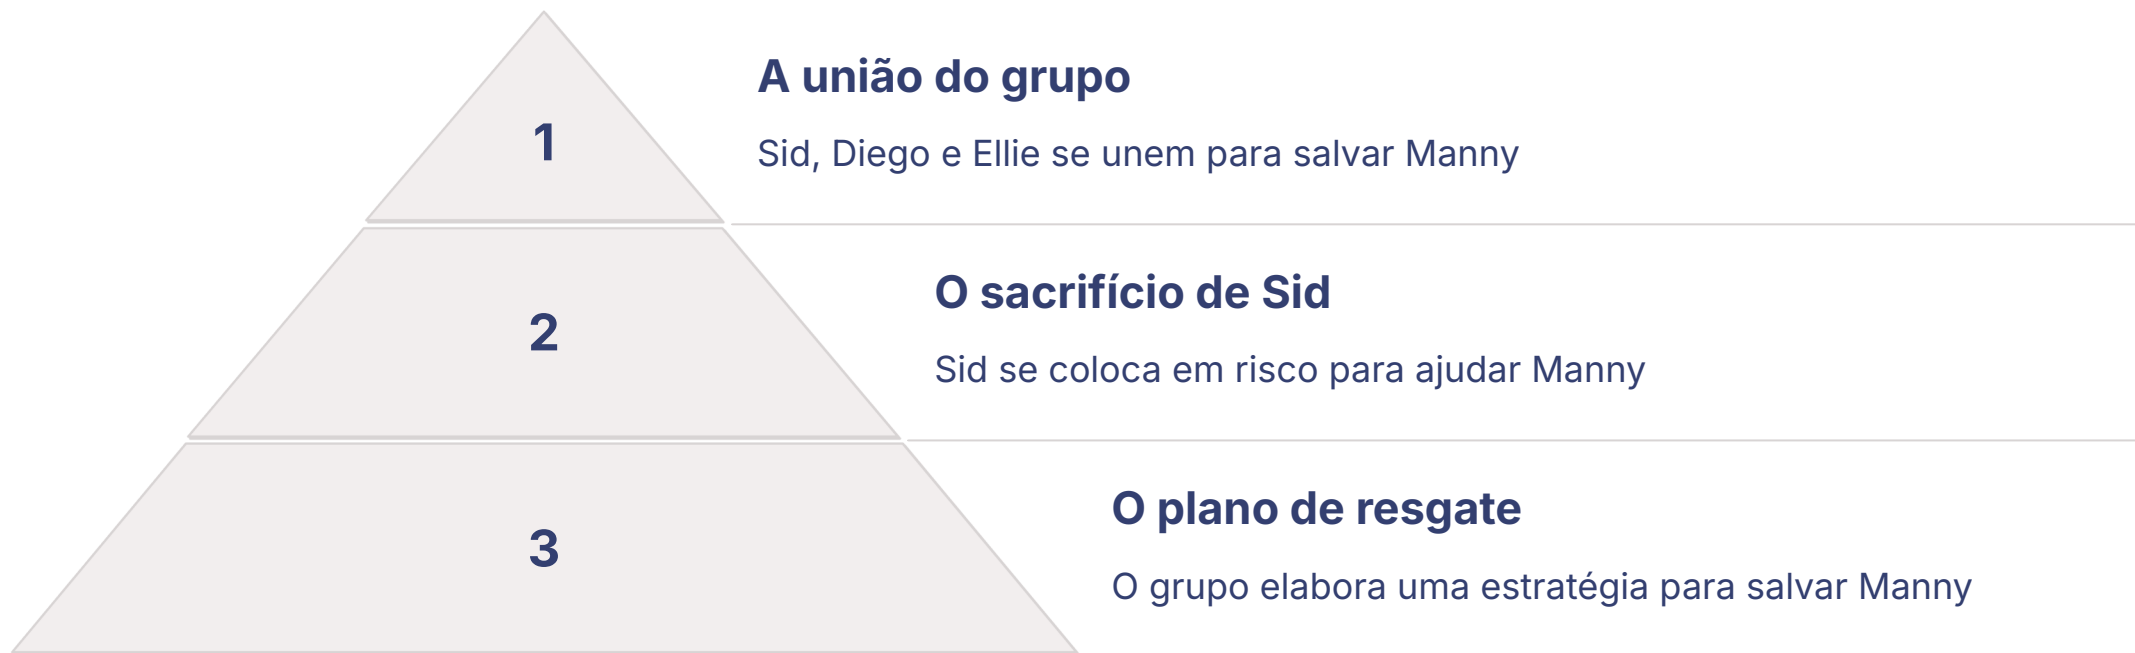 1
A união do grupo
Sid, Diego e Ellie se unem para salvar Manny
2
O sacrifício de Sid
Sid se coloca em risco para ajudar Manny
3
O plano de resgate
O grupo elabora uma estratégia para salvar Manny